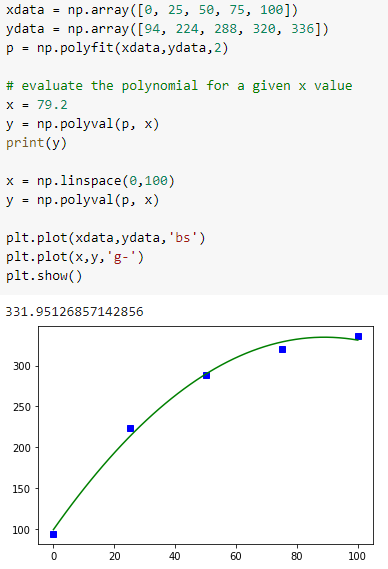 xdata = np.array([0, 25, 50, 75, 100])
ydata = np.array([94, 224, 288, 320, 336])
p = np.polyfit(xdata,ydata,2)
# evaluate the polynomial for a given x value
x = 79.2
y = np.polyval(p, x)
print(y)
x = np.linspace(0,100)
y = np.polyval(p, x)
plt.plot(xdata,ydata,'bs')
plt.plot(x,y,'g-')
plt.show()
331.95126857142856
300
250
200
150
100
0 20 40 60 80 100